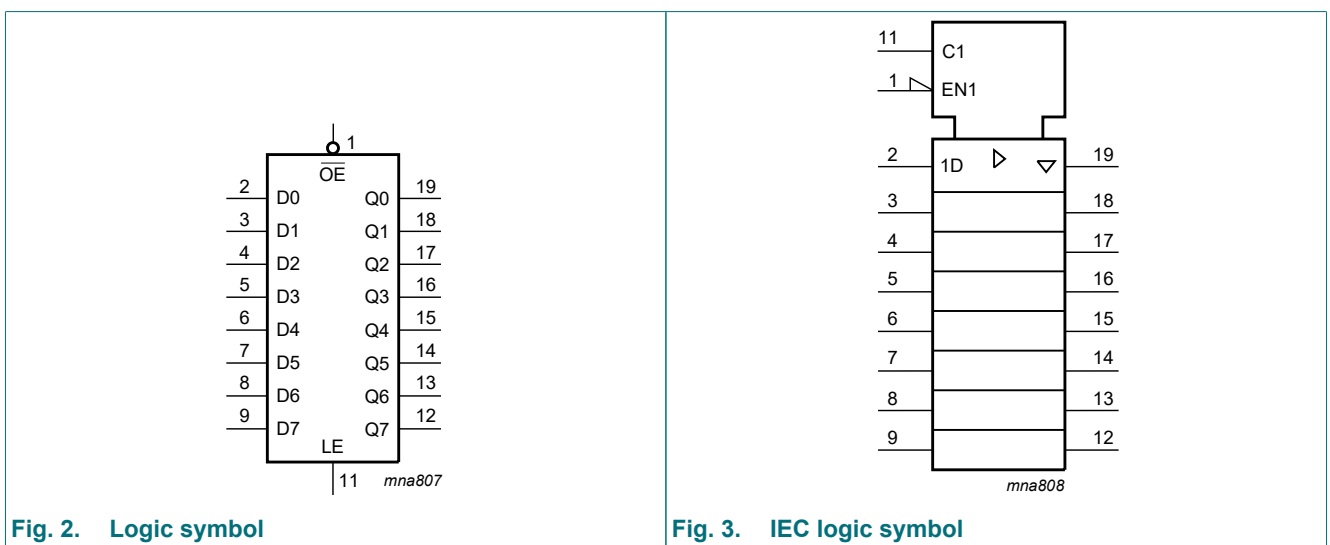 1
OE
2 D0 Q0 19
3 D1 Q1 18
4 D2 Q2 17
5 D3 Q3 16
6 D4 Q4 15
7 D5 Q5 14
8 D6 Q6 13
9 D7 Q7 12
LE
11 mna807
Fig. 2. Logic symbol
11 C1
1 EN1
2 1D 19
3 18
4 17
5 16
6 15
7 14
8 13
9 12
mna808
Fig. 3. IEC logic symbol